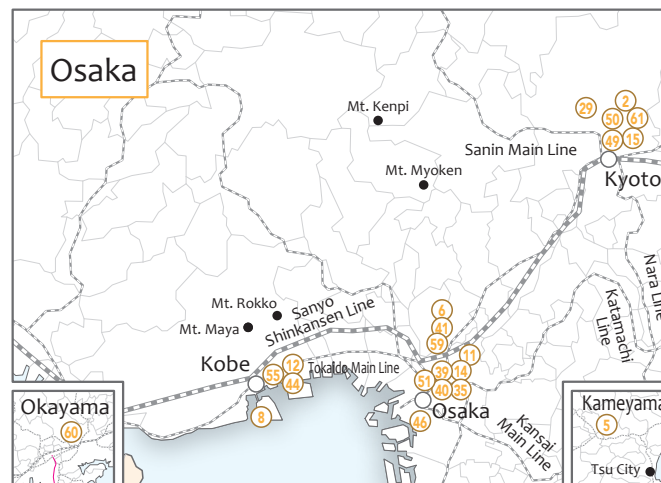 Osaka
Mt. Kenpi
29
2
50
61
49
15
Sanin Main Line
Kyoto
Mt. Myoken
Nara Line
Katamachi
Line
Mt. Rokko
Sanyo
Shinkansen Line
Mt. Maya
6
41
59
11
Kobe
12
Tokaido Main Line
55
44
39
14
51
40
35
Osaka
8
46
Kansai
Main Line
Okayama
60
Kameyama
5
Tsu City